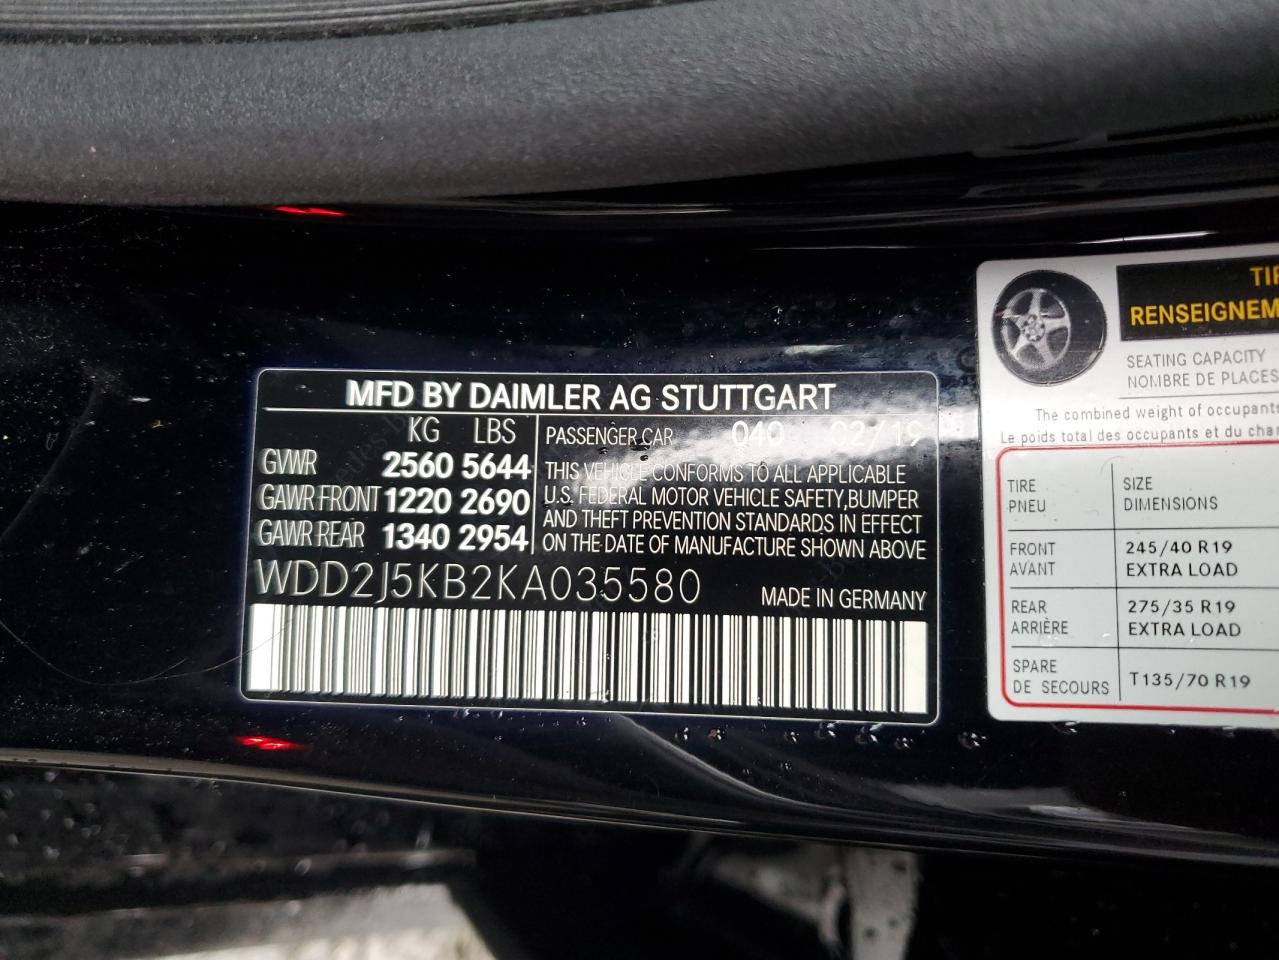 MFD BY DAIMLER AG STUTTGART
KG LBS
GVWR 2560 5644
GAWR FRONT 1220 2690
GAWR REAR 1340 2954
PASSENGER CAR 040 02/19
THIS VEHICLE CONFORMS TO ALL APPLICABLE
U.S. FEDERAL MOTOR VEHICLE SAFETY, BUMPER
AND THEFT PREVENTION STANDARDS IN EFFECT
ON THE DATE OF MANUFACTURE SHOWN ABOVE
WDD2J5KB2KA035580
MADE IN GERMANY
RENSEIGNEM
SEATING CAPACITY
NOMBRE DE PLACES
The combined weight of occupants
Le poids total des occupants et du char
TIRE SIZE
PNEU DIMENSIONS
FRONT 245/40 R19
AVANT EXTRA LOAD
REAR 275/35 R19
ARRIÈRE EXTRA LOAD
SPARE T135/70 R19
DE SECOURS